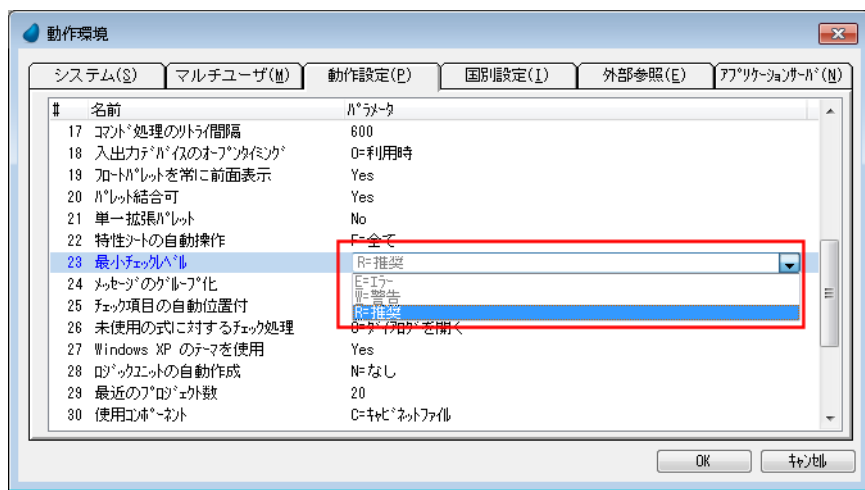 動作環境
システム(S) マルチユーザ(M) 動作設定(P) 国別設定(I) 外部参照(E) ｱﾌﾟﾘｹｰｼｮﾝｻｰﾊﾞ(N)
# 名前 ﾊﾟﾗﾒｰﾀ
17 ｺﾏﾝﾄﾞ処理のﾘﾄﾗｲ間隔 600
18 入出力ﾃﾞﾊﾞｲｽのｵｰﾌﾟﾝﾀｲﾐﾝｸﾞ O=利用時
19 ﾌﾛｰﾄﾊﾟﾚｯﾄを常に前面表示 Yes
20 ﾊﾟﾚｯﾄ結合可 Yes
21 単一拡張ﾊﾟﾚｯﾄ No
22 特性ｼｰﾄの自動操作 F=全て
23 最小ﾁｪｯｸﾚﾍﾞﾙ R=推奨
E=ｴﾗｰ
24 ﾒｯｾｰｼﾞのｸﾞﾙｰﾌﾟ化 W=警告
25 ﾁｪｯｸ項目の自動位置付 R=推奨
26 未使用の式に対するﾁｪｯｸ処理 O=ﾀﾞｲｱﾛｸﾞを開く
27 Windows XP のﾃｰﾏを使用 Yes
28 ﾛｼﾞｯｸﾕﾆｯﾄの自動作成 N=なし
29 最近のﾌﾟﾛｼﾞｪｸﾄ数 20
30 使用ｺﾝﾎﾟｰﾈﾝﾄ C=ｷｬﾋﾞﾈｯﾄﾌｧｲﾙ
OK ｷｬﾝｾﾙ